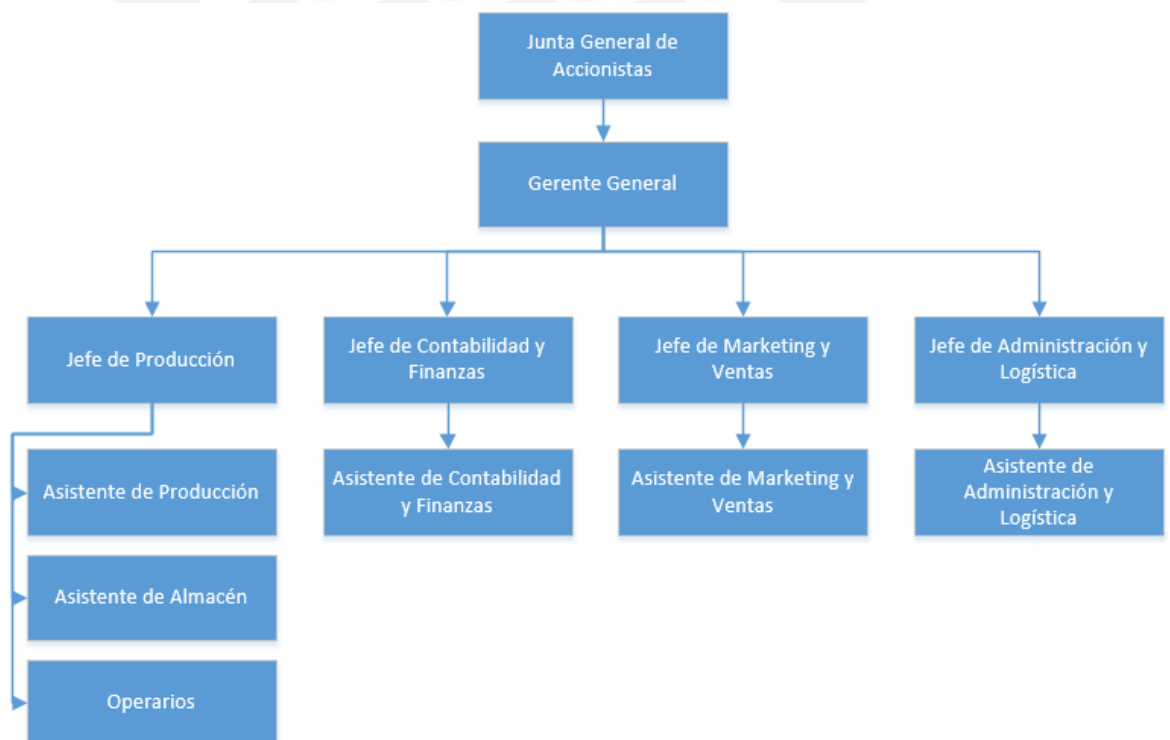 Junta General de
Accionistas
Gerente General
Jefe de Producción
Jefe de Contabilidad y
Finanzas
Jefe de Marketing y
Ventas
Jefe de Administración y
Logística
Asistente de Producción
Asistente de Contabilidad
y Finanzas
Asistente de Marketing y
Ventas
Asistente de
Administración y
Logística
Asistente de Almacén
Operarios